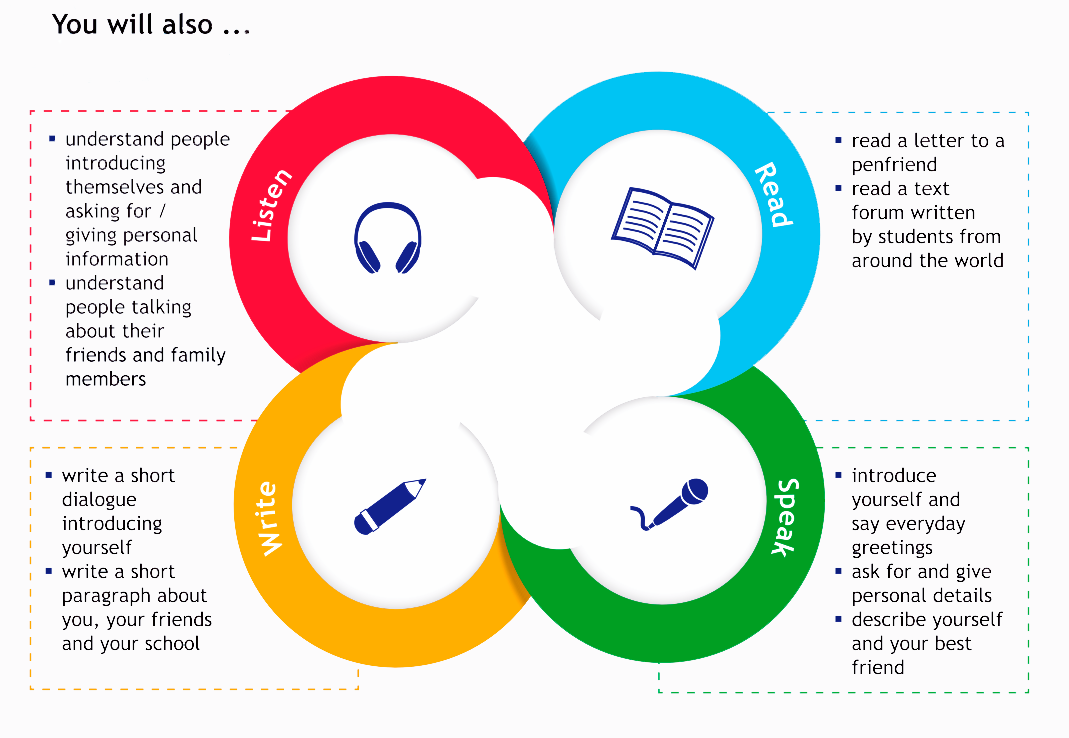 You will also ...
Listen
▪ understand people
introducing
themselves and
asking for /
giving personal
information
▪ understand
people talking
about their
friends and family
members
Read
▪ read a letter to a
penfriend
▪ read a text
forum written
by students from
around the world
Write
▪ write a short
dialogue
introducing
yourself
▪ write a short
paragraph about
you, your friends
and your school
Speak
▪ introduce
yourself and
say everyday
greetings
▪ ask for and give
personal details
▪ describe yourself
and your best
friend